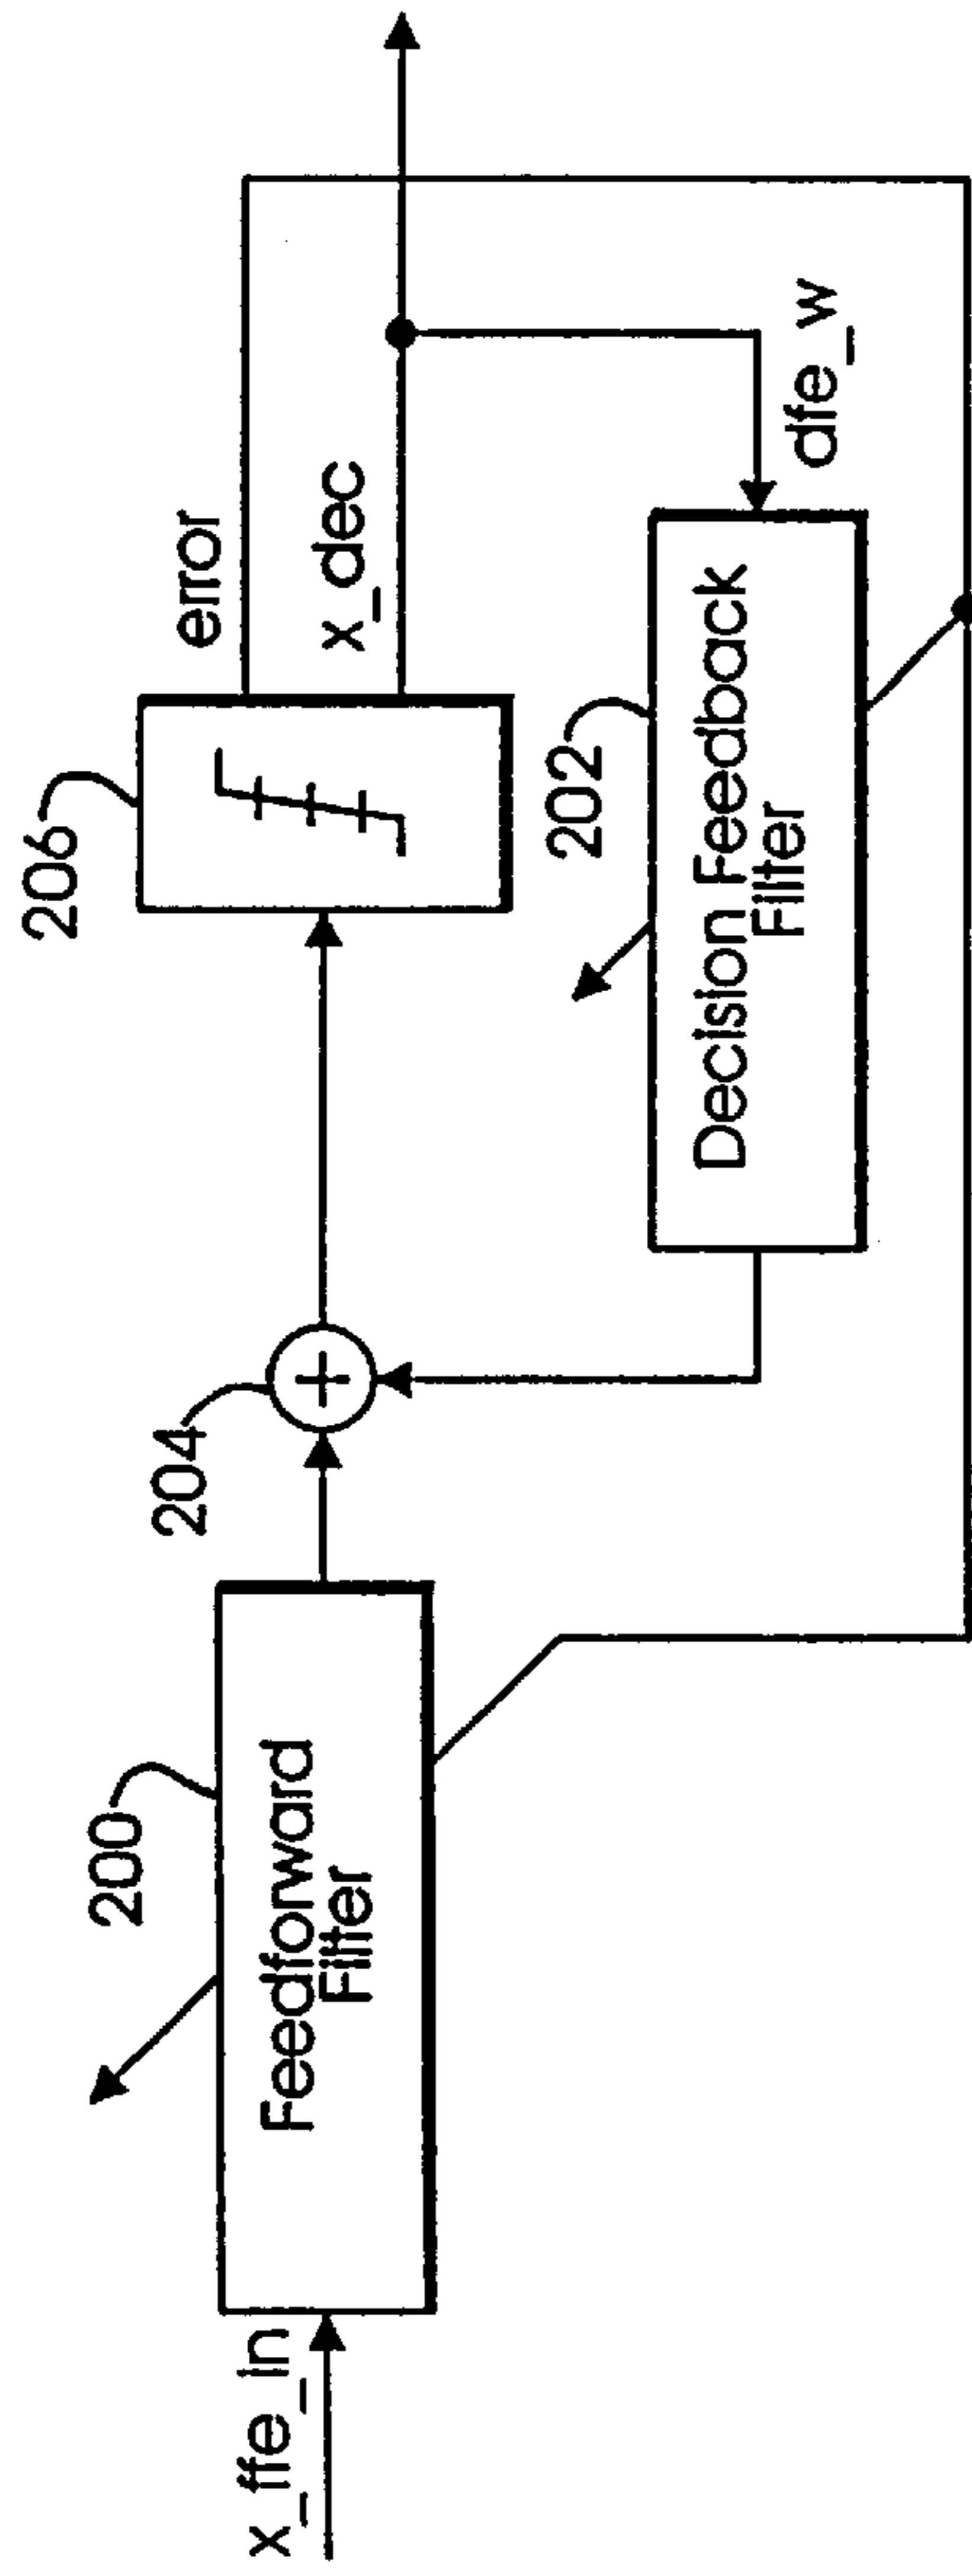 x_ffe_in
200
Feedforward
Filter
204
206
error
x_dec
202
Decision Feedback
Filter
dfe_w